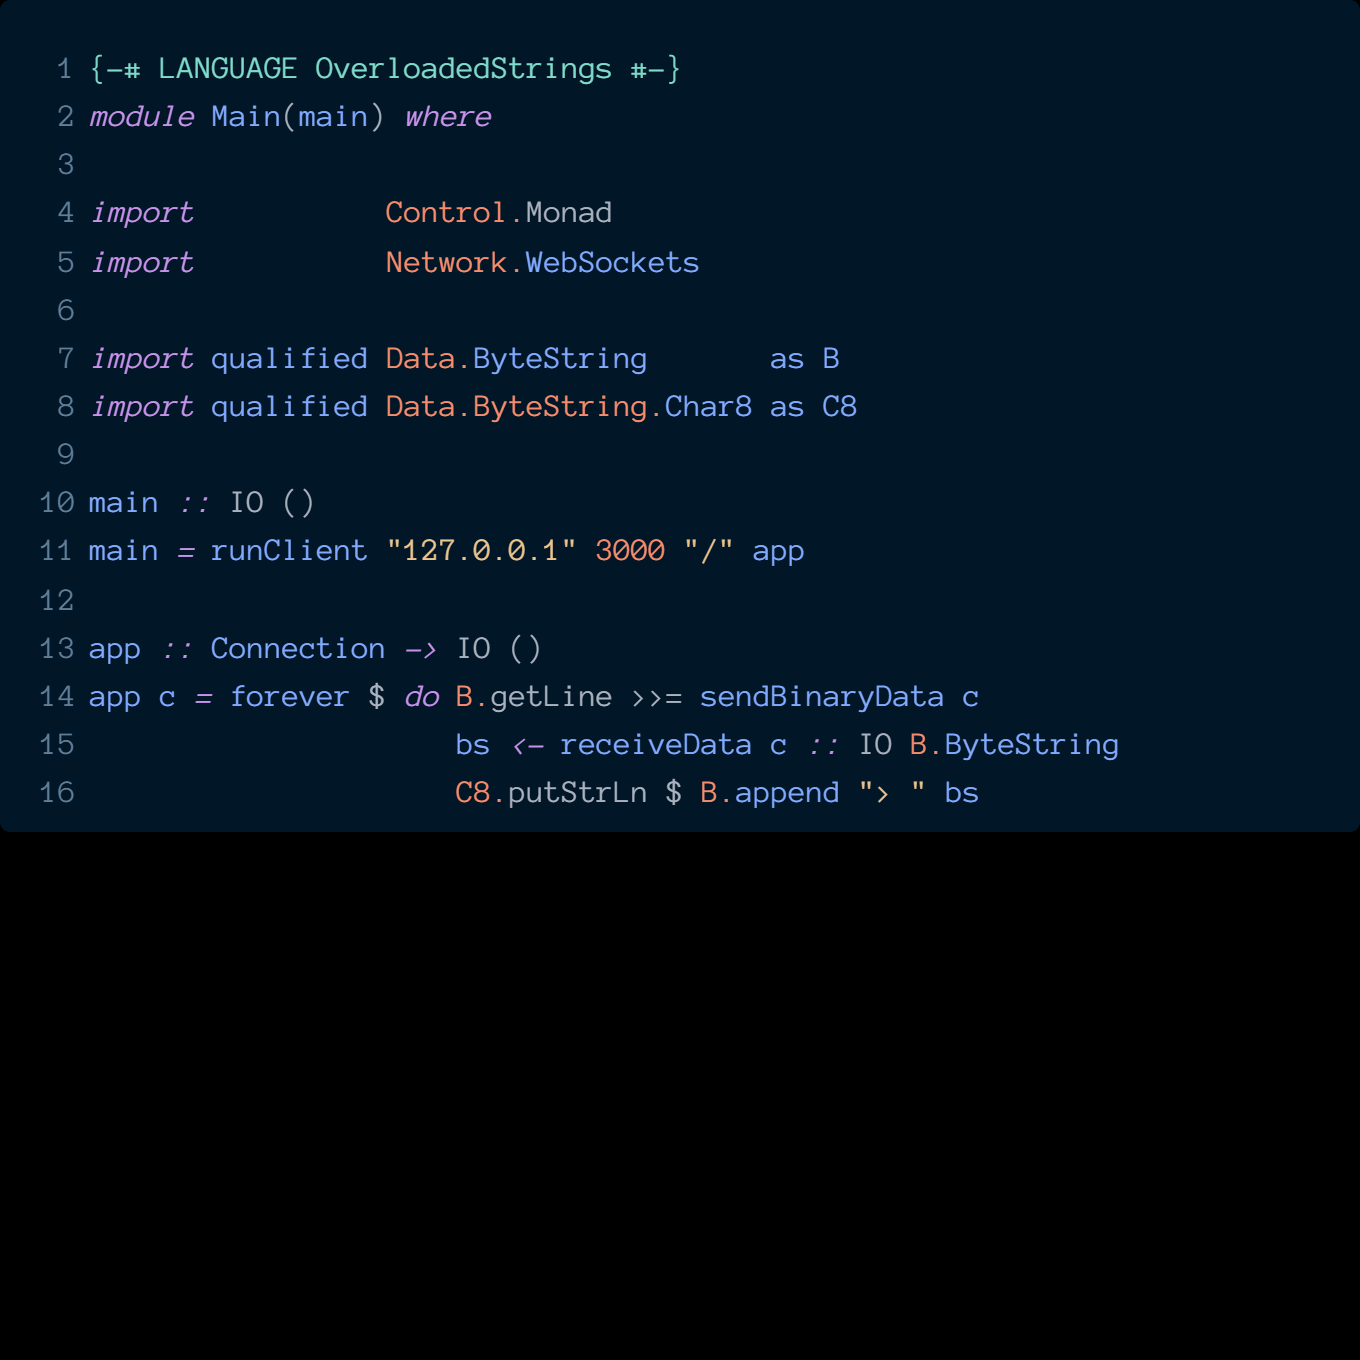 1 {-# LANGUAGE OverloadedStrings #-}
2 module Main(main) where
3
4 import           Control.Monad
5 import           Network.WebSockets
6
7 import qualified Data.ByteString       as B
8 import qualified Data.ByteString.Char8 as C8
9
10 main :: IO ()
11 main = runClient "127.0.0.1" 3000 "/" app
12
13 app :: Connection -> IO ()
14 app c = forever $ do B.getLine >>= sendBinaryData c
15                      bs <- receiveData c :: IO B.ByteString
16                      C8.putStrLn $ B.append "> " bs